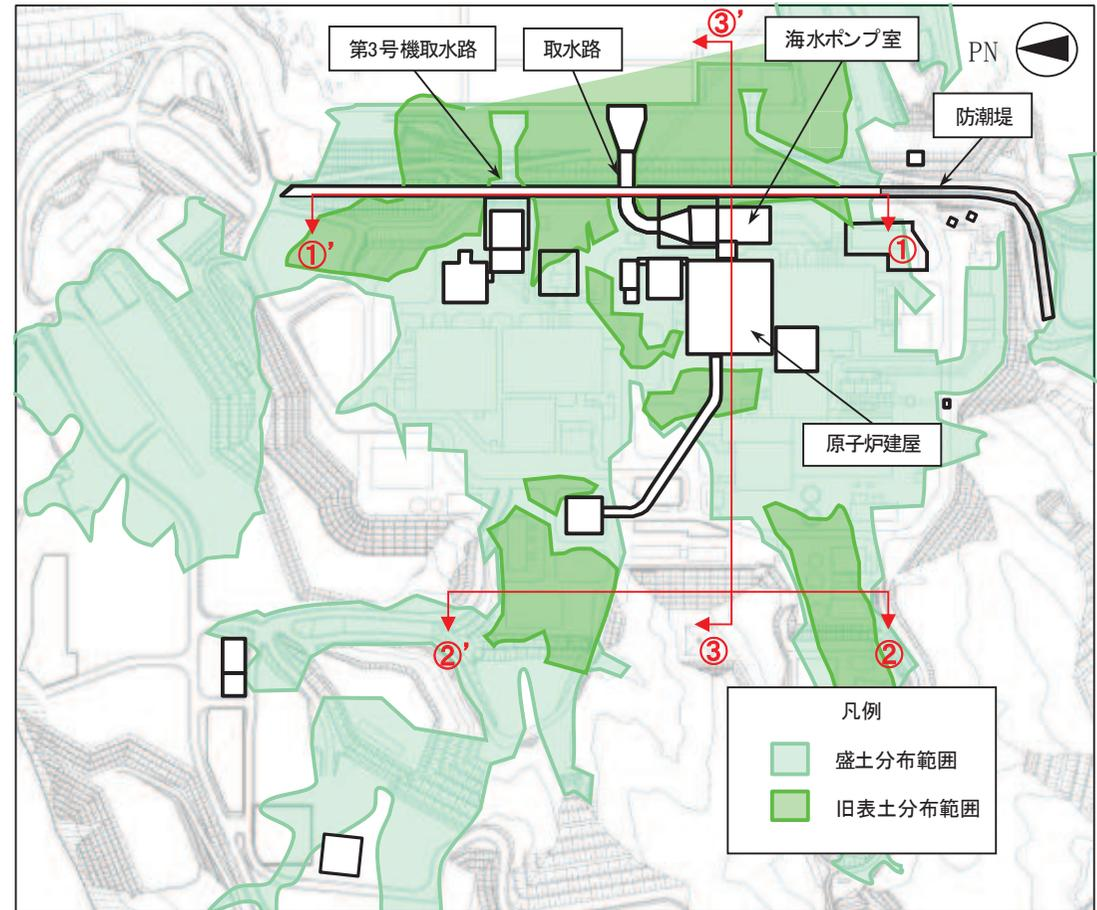 ③’
海水ポンプ室
第3号機取水路
取水路
PN
防潮堤
①’
①
原子炉建屋
②’
③
②
凡例
盛土分布範囲
旧表土分布範囲